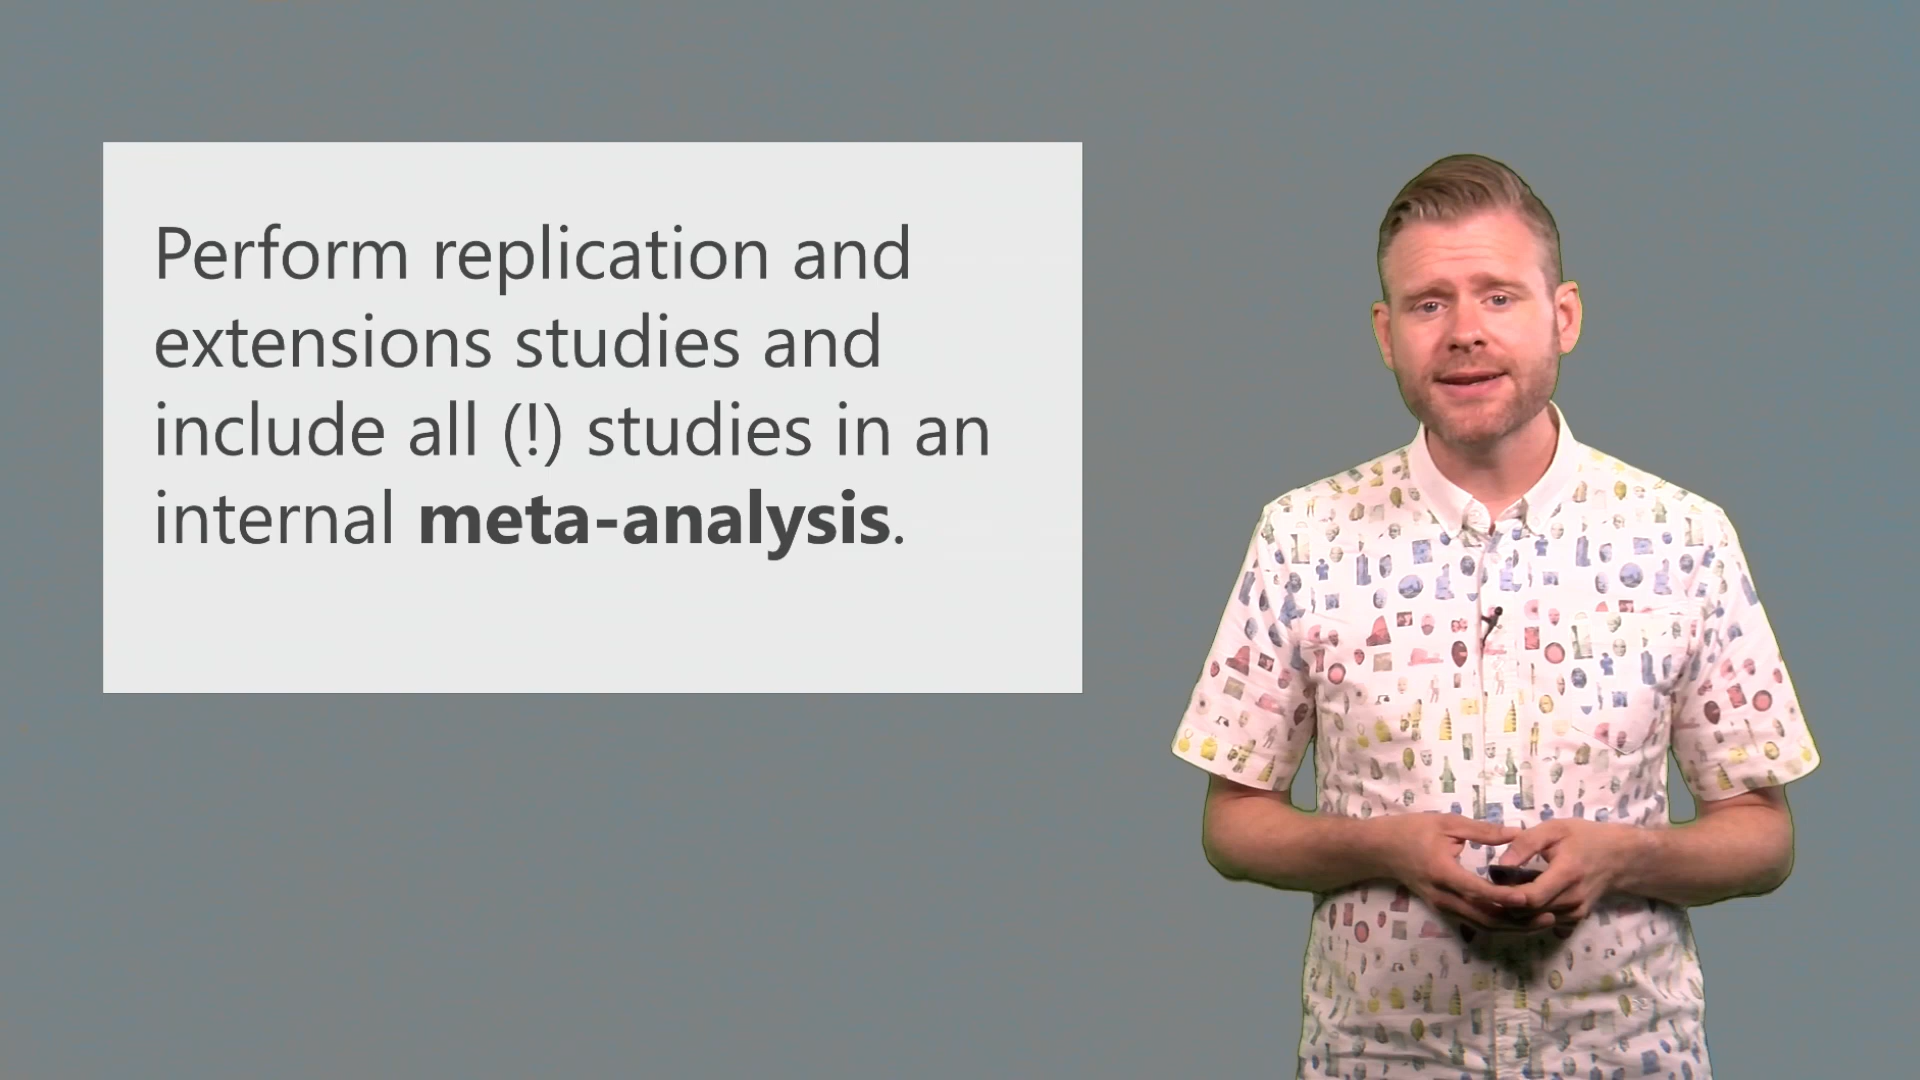 Perform replication and
extensions studies and
include all (!) studies in an
internal meta-analysis.